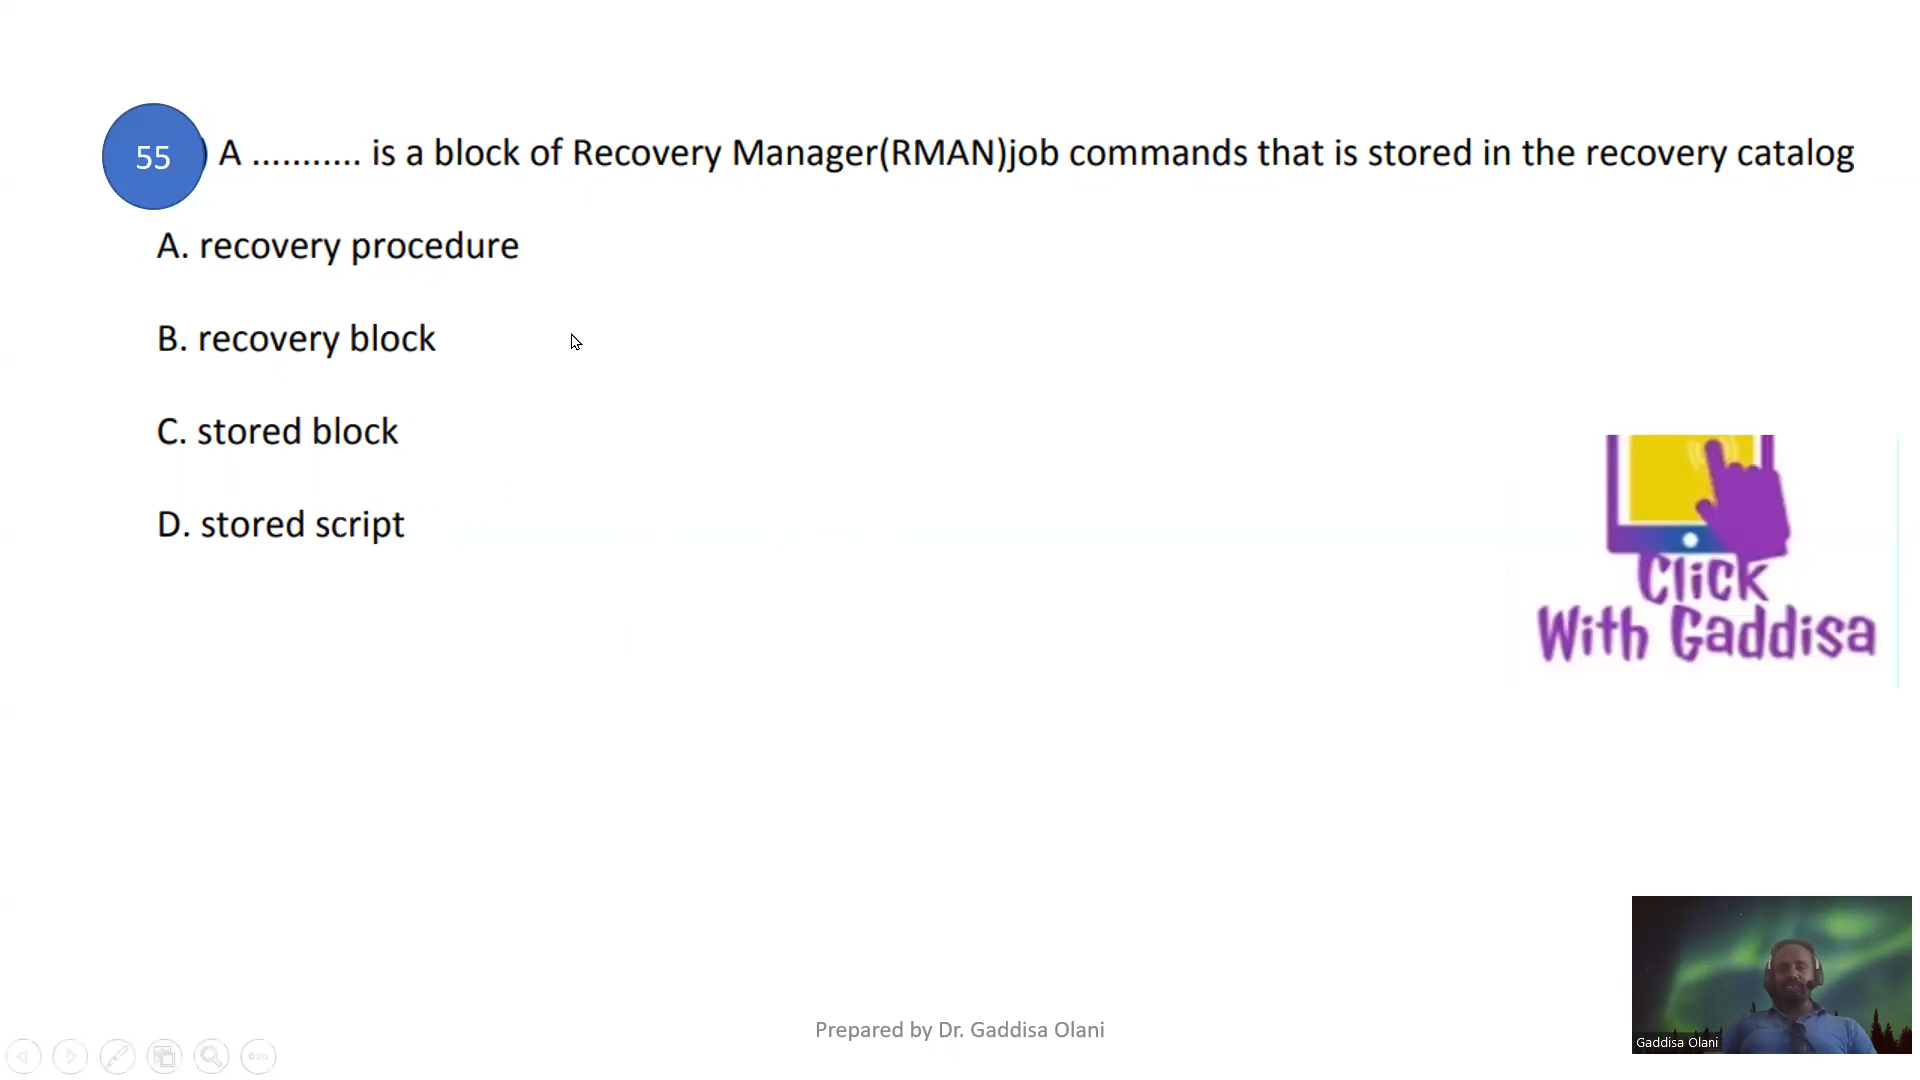 55 ) A ........... is a block of Recovery Manager(RMAN)job commands that is stored in the recovery catalog
A. recovery procedure
B. recovery block
C. stored block
D. stored script
Click
With Gaddisa
Prepared by Dr. Gaddisa Olani
Gaddisa Olani